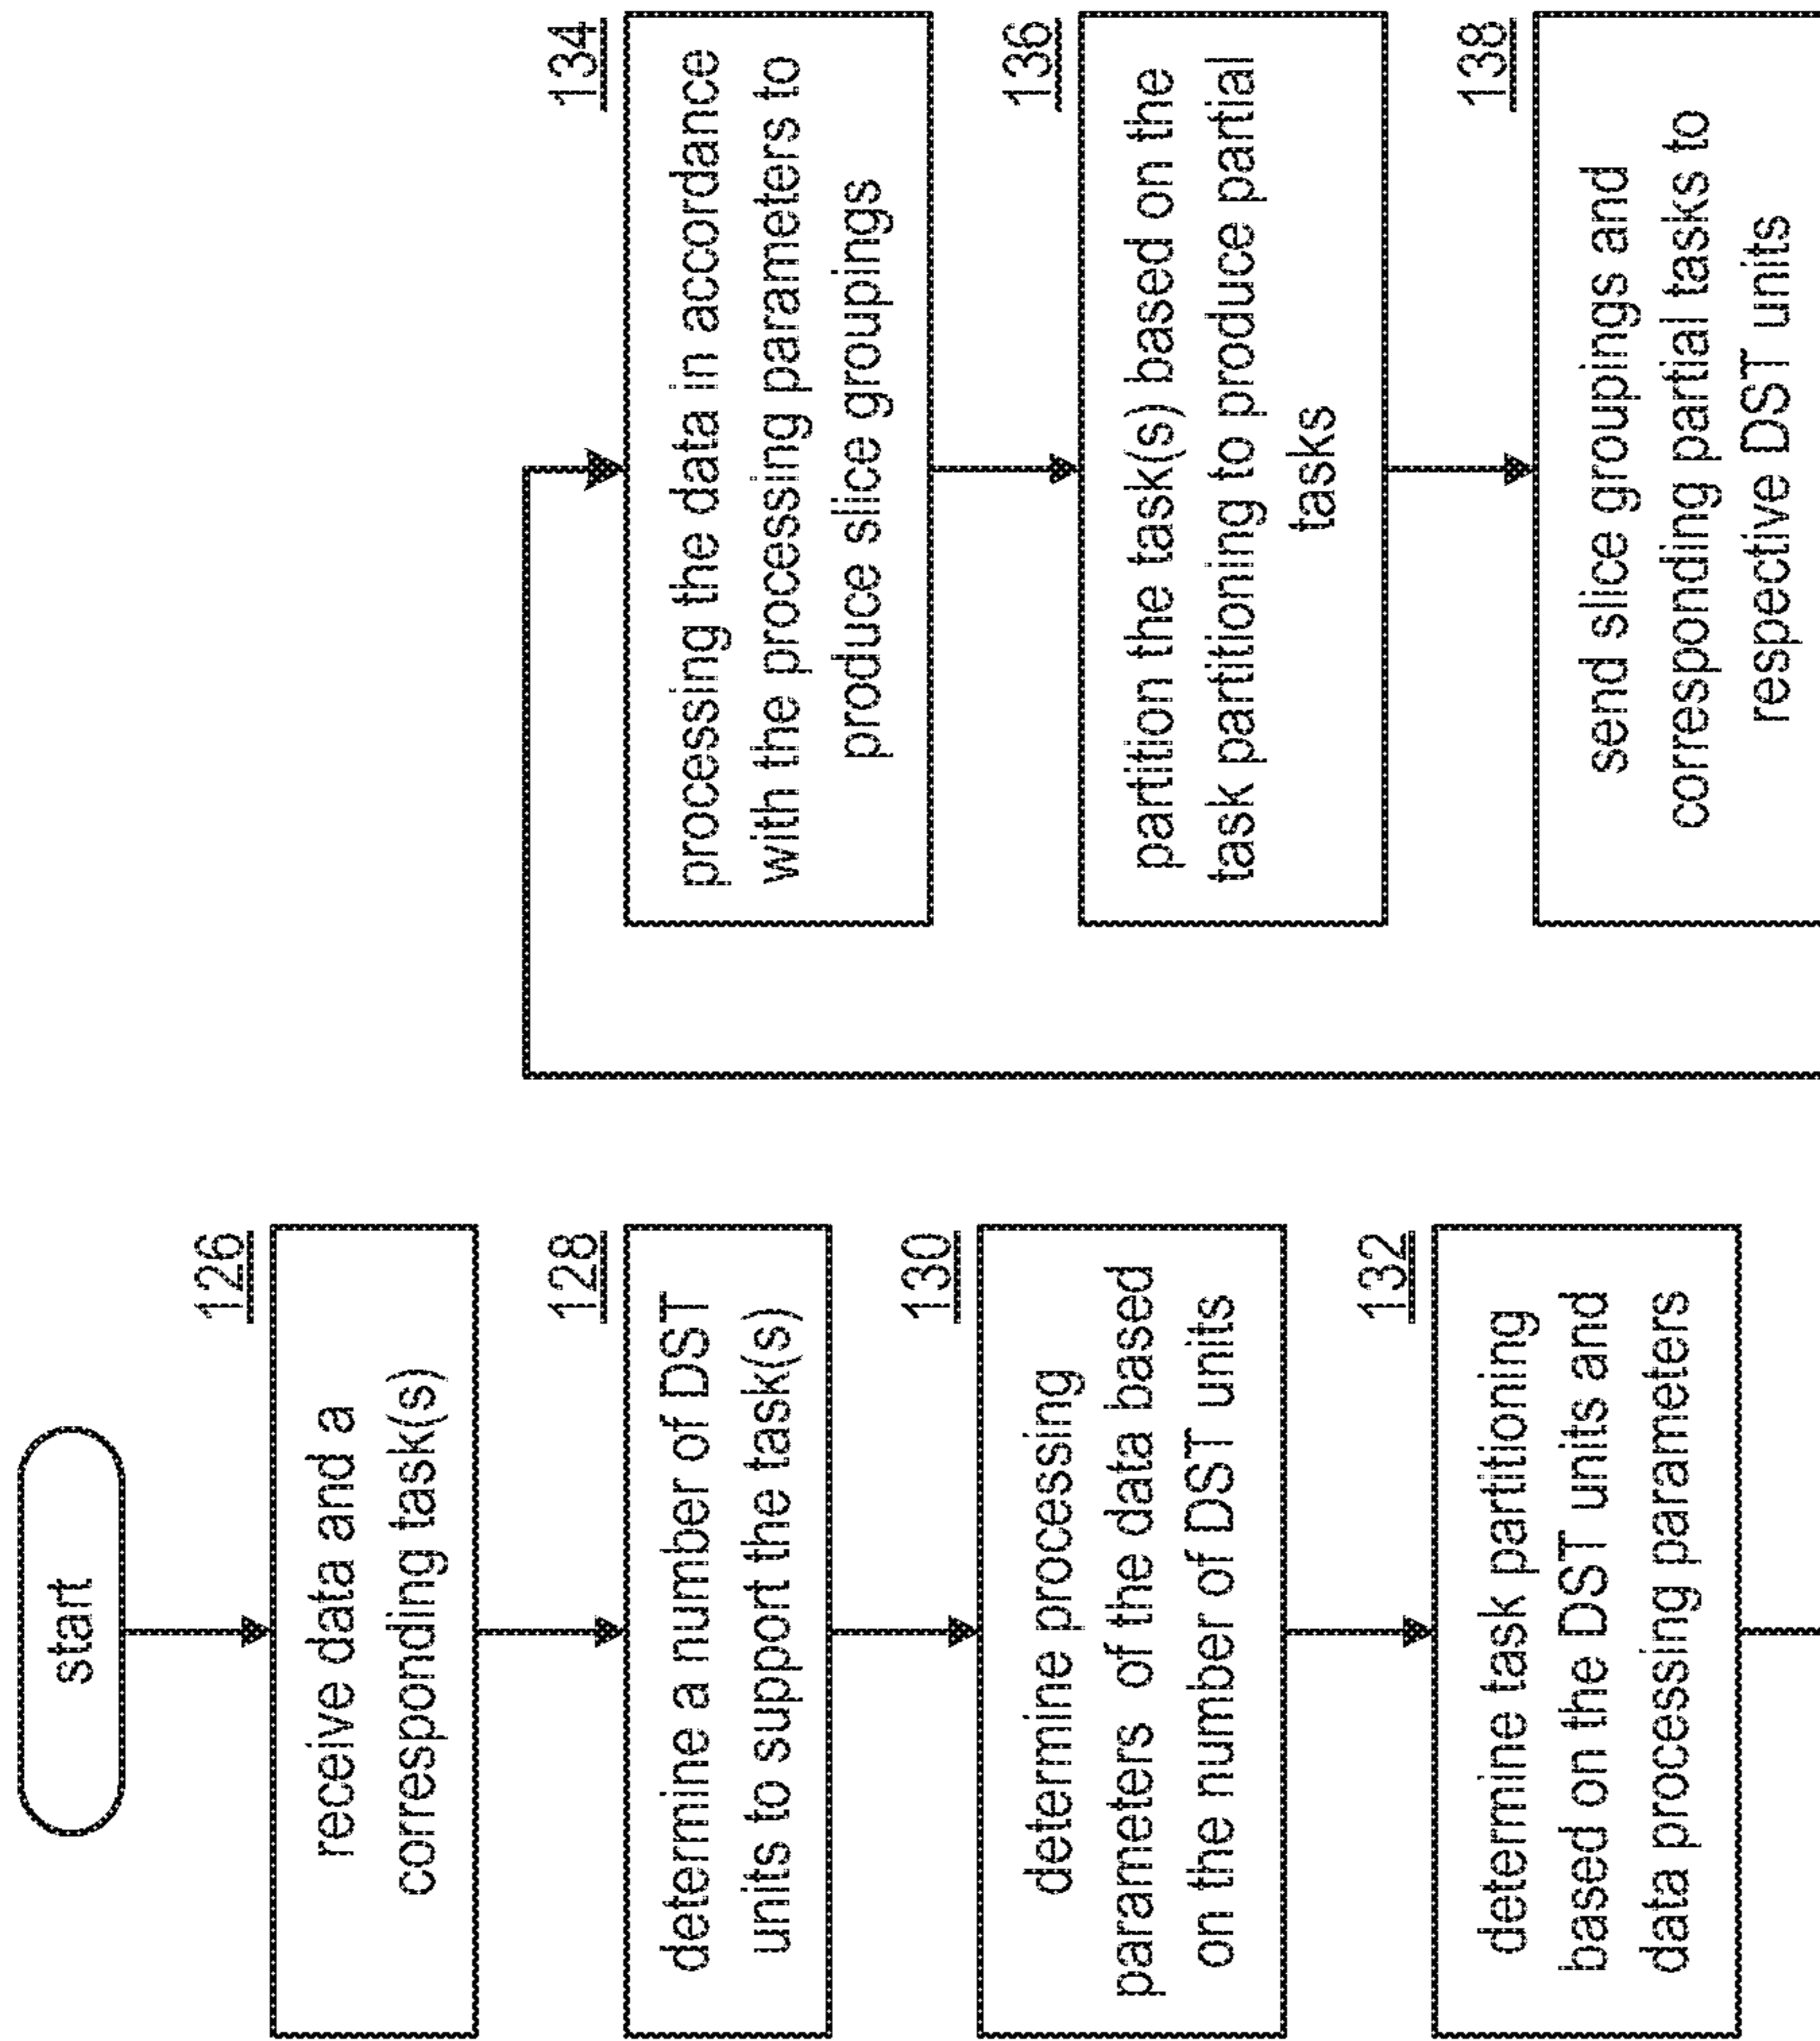 start
126
receive data and a
corresponding task(s)
128
determine a number of DST
units to support the task(s)
130
determine processing
parameters of the data based
on the number of DST units
132
determine task partitioning
based on the DST units and
data processing parameters
134
processing the data in accordance
with the processing parameters to
produce slice groupings
136
partition the task(s) based on the
task partitioning to produce partial
tasks
138
send slice groupings and
corresponding partial tasks to
respective DST units